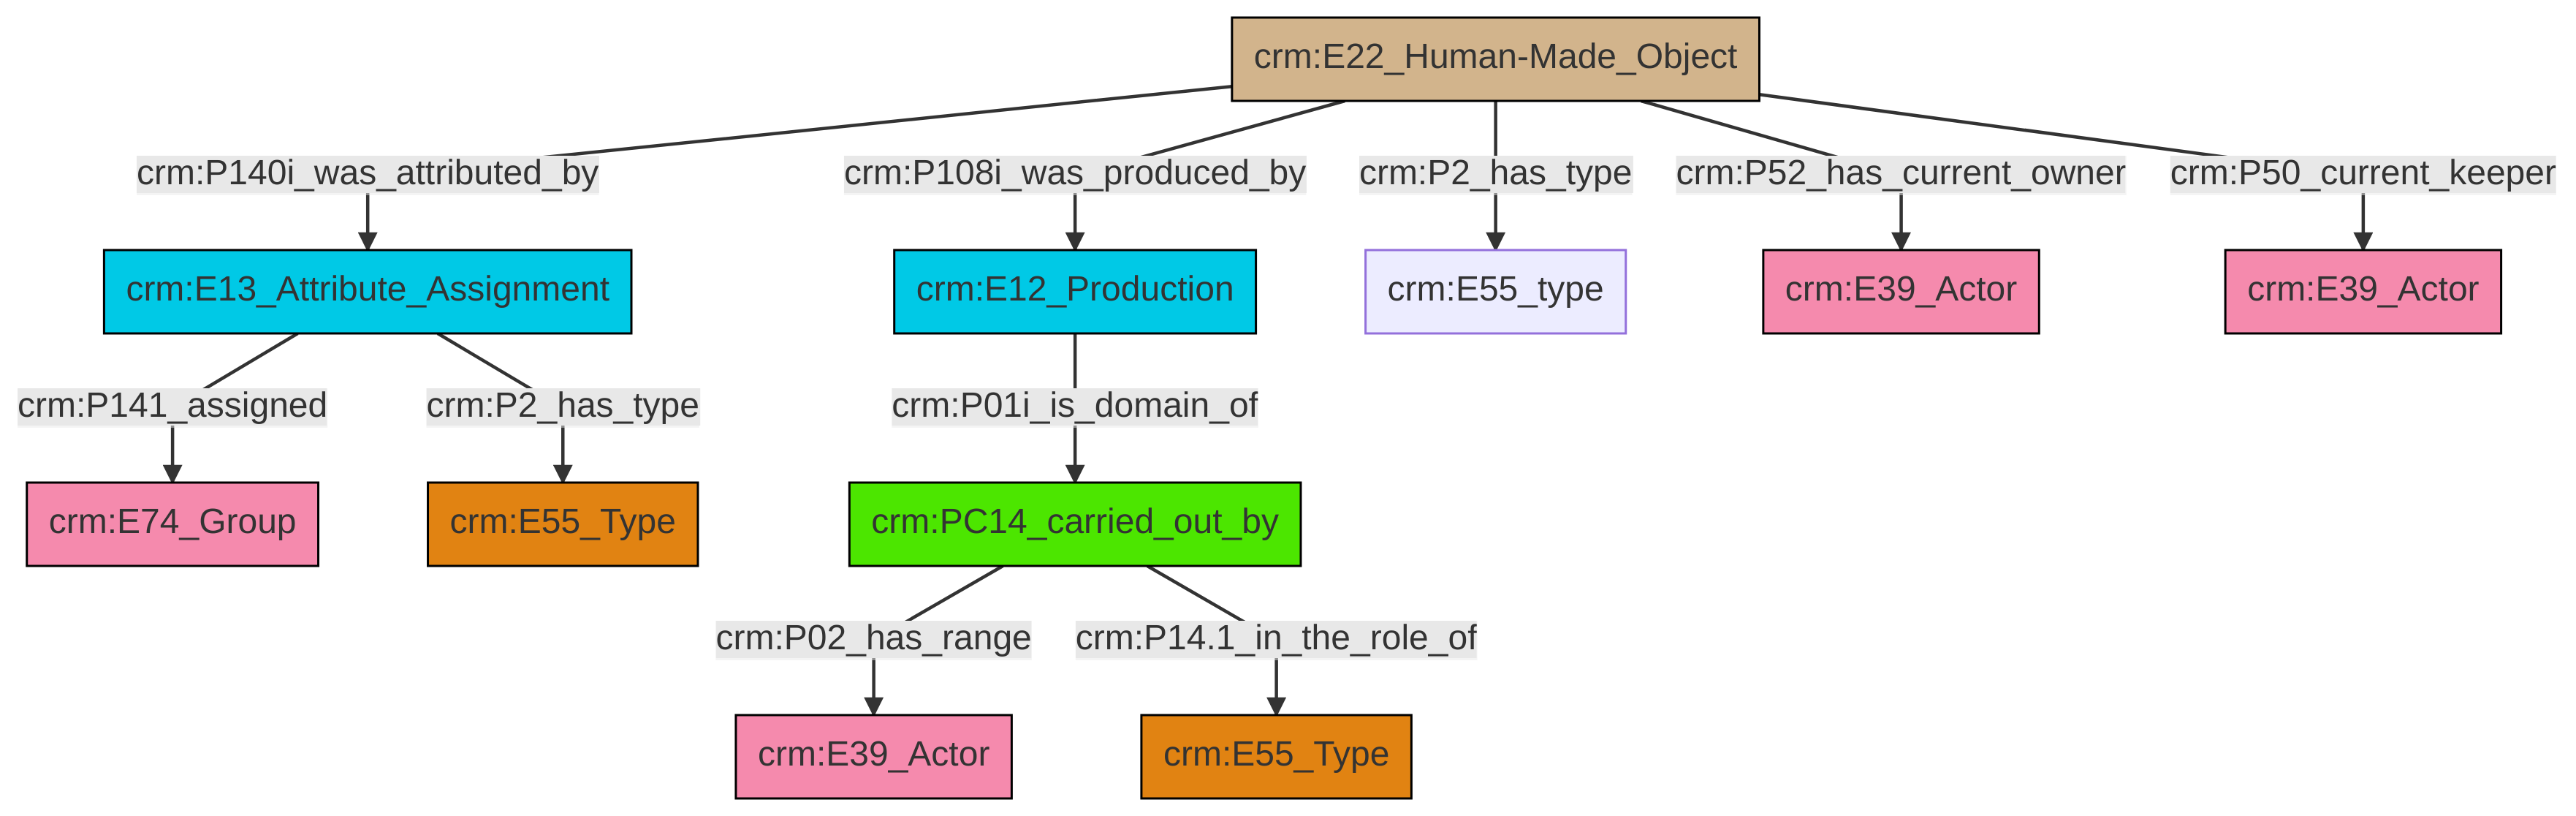 crm:E22_Human-Made_Object
crm:P140i_was_attributed_by
crm:P108i_was_produced_by
crm:P2_has_type
crm:P52_has_current_owner
crm:P50_current_keeper
crm:E13_Attribute_Assignment
crm:E12_Production
crm:E55_type
crm:E39_Actor
crm:E39_Actor
crm:P141_assigned
crm:P2_has_type
crm:P01i_is_domain_of
crm:E74_Group
crm:E55_Type
crm:PC14_carried_out_by
crm:P02_has_range
crm:P14.1_in_the_role_of
crm:E39_Actor
crm:E55_Type